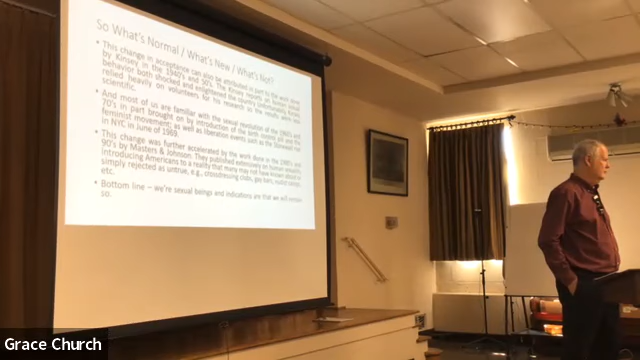 So What's Normal / What's New / What's Not?
• This change in acceptance can also be attributed in part to the work done
by Kinsey in the 1940's and 50's. The Kinsey reports on human sexual
behavior both shocked and enlightened the country. Unfortunately, Kinsey
relied heavily on volunteers for his research so the results were not
scientific.
• And most of us are familiar with the sexual revolution of the 1960's and
70's in part brought on by introduction of the birth control pill and the
feminist movement; as well as liberation events such as the Stonewall riot
in NYC in June of 1969.
• This change was further accelerated by the work done in the
90's by Masters & Johnson. They published extensively on human sexuality
introducing Americans to a reality that many may not have known about or
simply rejected as untrue, e.g., crossdressing clubs, gay bars,
etc.
• Bottom line – we're sexual beings and indications are that we will remain
so.
Grace Church